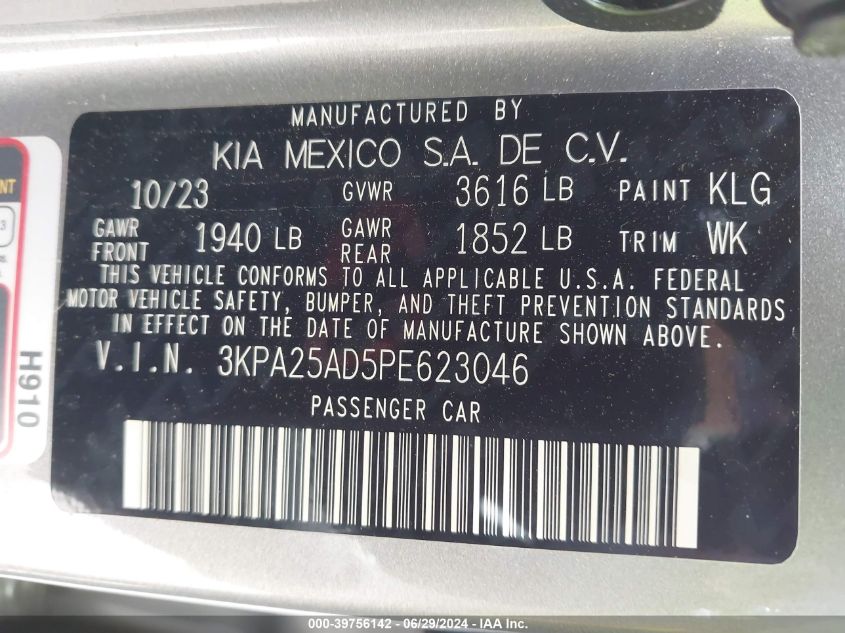 MANUFACTURED BY
KIA MEXICO S.A. DE C.V.
10/23 GVWR 3616 LB PAINT KLG
GAWR FRONT 1940 LB GAWR REAR 1852 LB TRIM WK
THIS VEHICLE CONFORMS TO ALL APPLICABLE U.S.A. FEDERAL
MOTOR VEHICLE SAFETY, BUMPER, AND THEFT PREVENTION STANDARDS
IN EFFECT ON THE DATE OF MANUFACTURE SHOWN ABOVE.
V.I.N. 3KPA25AD5PE623046
PASSENGER CAR
H910
000-39756142 - 06/29/2024 - IAA Inc.